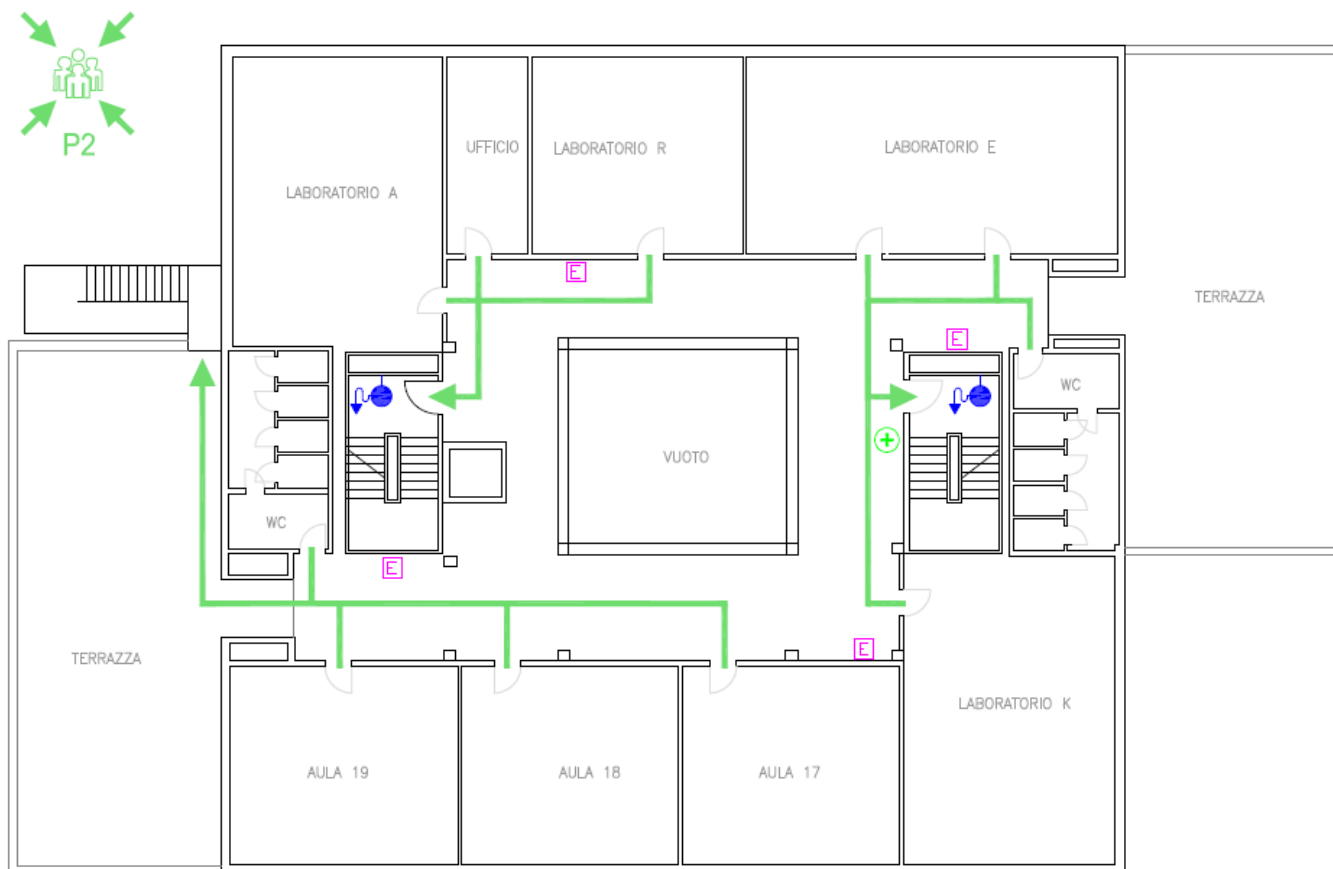 P2
UFFICIO
LABORATORIO R
LABORATORIO E
LABORATORIO A
E
TERRAZZA
E
WC
VUOTO
WC
E
E
TERRAZZA
LABORATORIO K
AULA 19
AULA 18
AULA 17